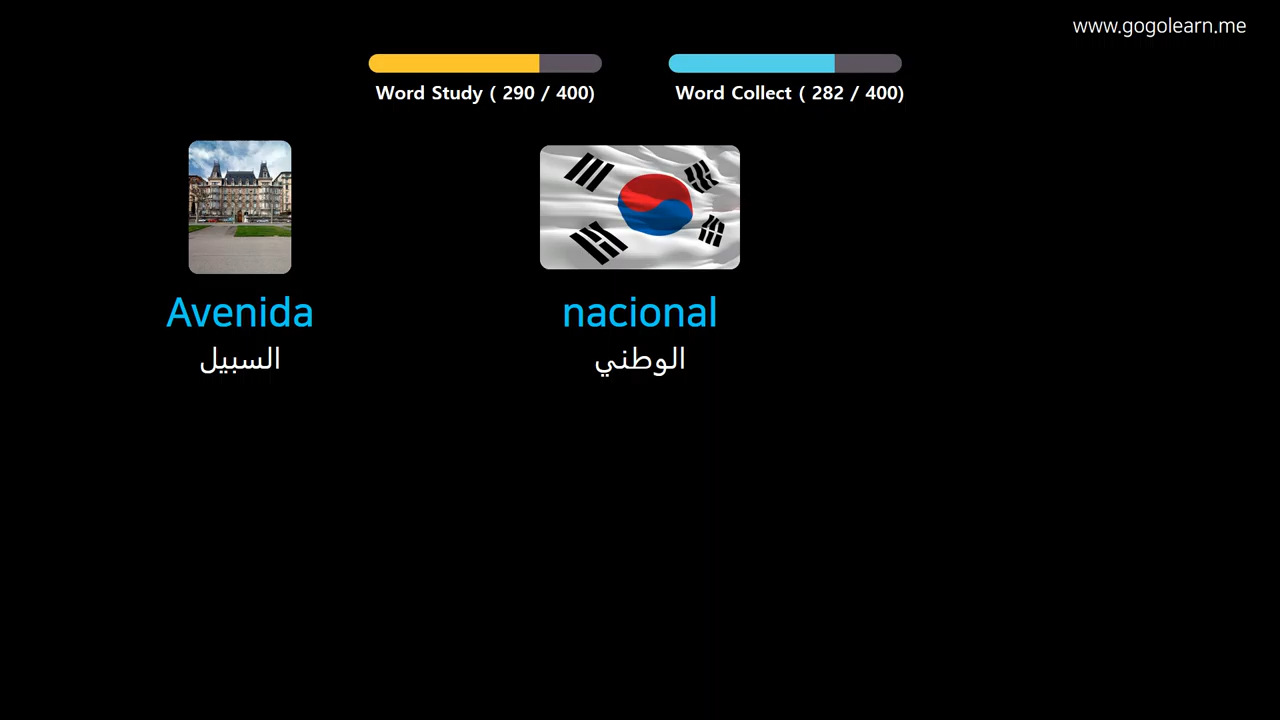 www.gogolearn.me
Word Study ( 290 / 400)
Word Collect ( 282 / 400)
Avenida
السبيل
nacional
الوطني